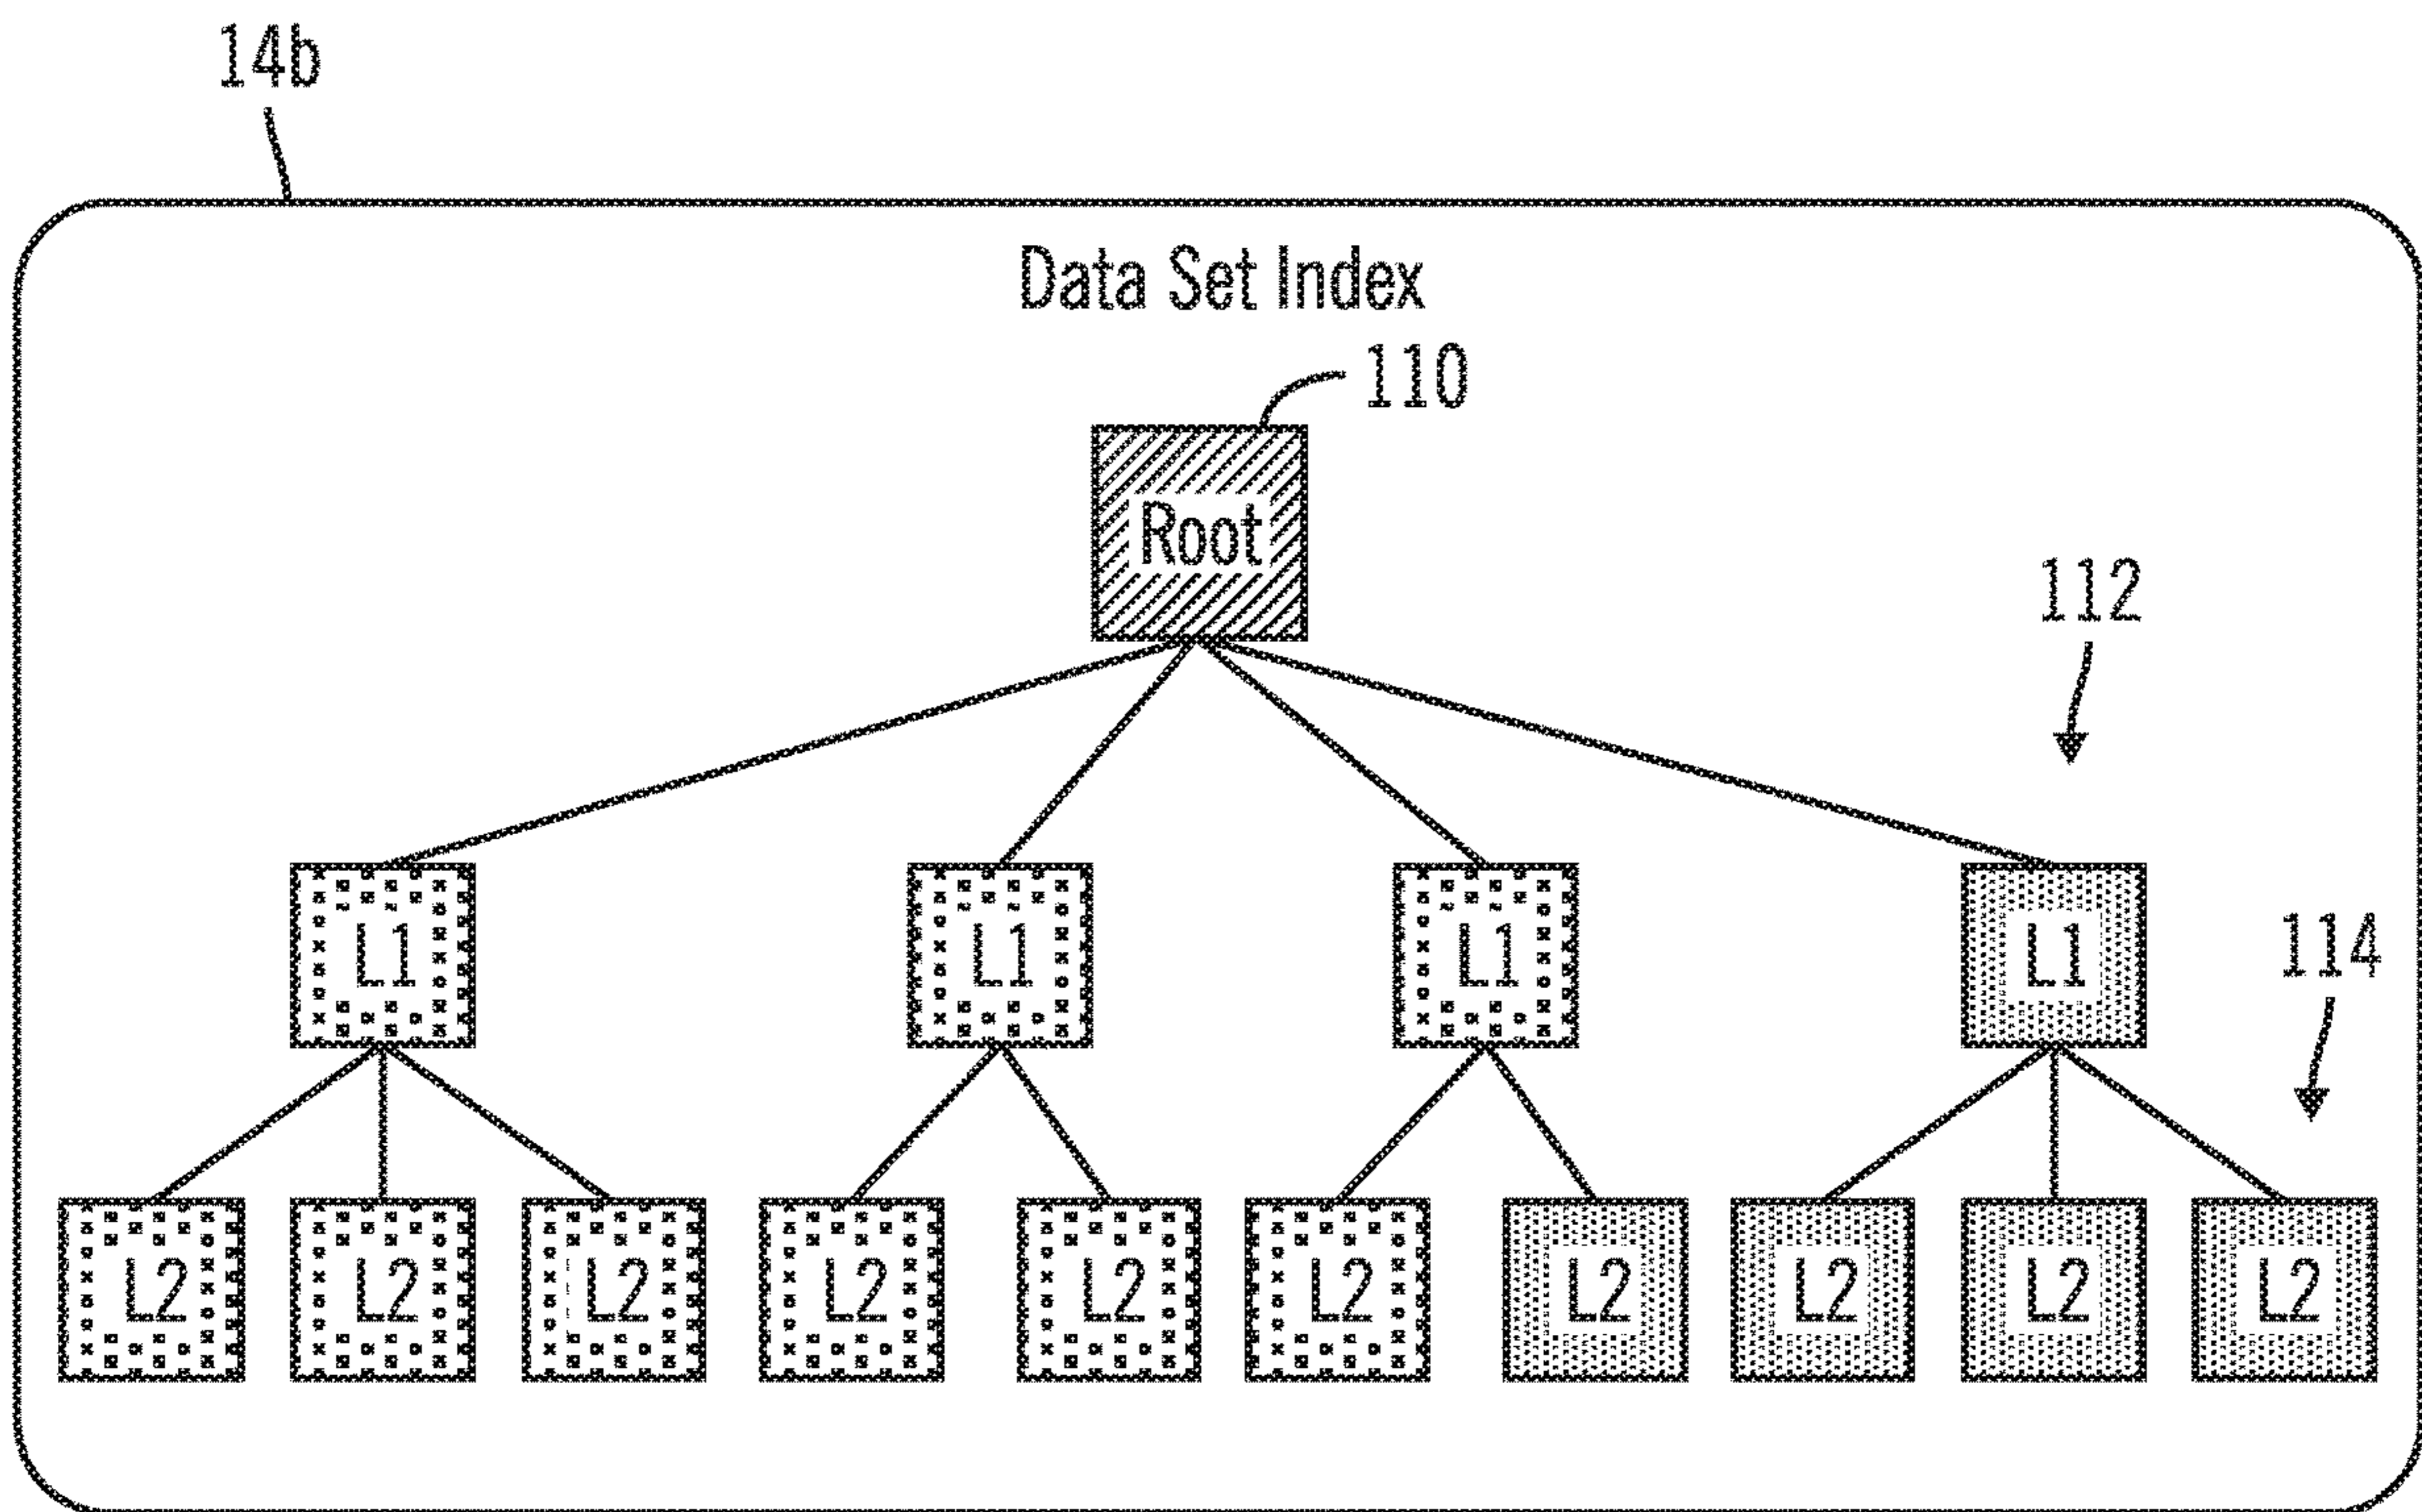 14b
Data Set Index
110
Root
112
L1 L1 L1 L1
114
L2 L2 L2 L2 L2 L2 L2 L2 L2 L2